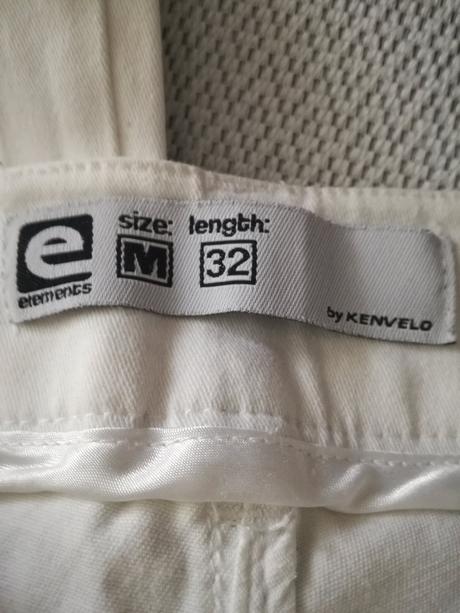 size: length:
e M 32
elements
by KENVELO